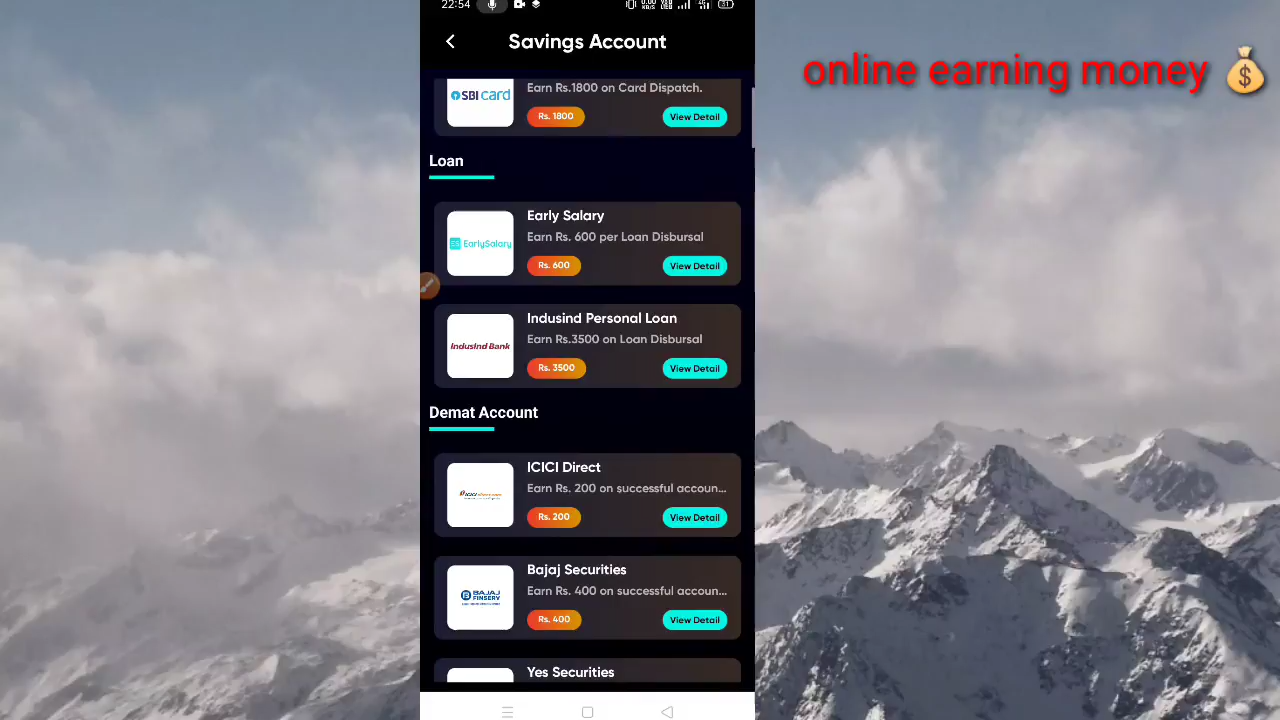 22:54
online earning money 💰
Savings Account
SBI card
Earn Rs.1800 on Card Dispatch.
Rs. 1800
View Detail
Loan
Early Salary
EarlySalary
Earn Rs. 600 per Loan Disbursal
Rs. 600
View Detail
Indusind Personal Loan
IndusInd Bank
Earn Rs.3500 on Loan Disbursal
Rs. 3500
View Detail
Demat Account
ICICI Direct
Earn Rs. 200 on successful accoun...
Rs. 200
View Detail
Bajaj Securities
BAJAJ
FINSERV
Earn Rs. 400 on successful accoun...
Rs. 400
View Detail
Yes Securities